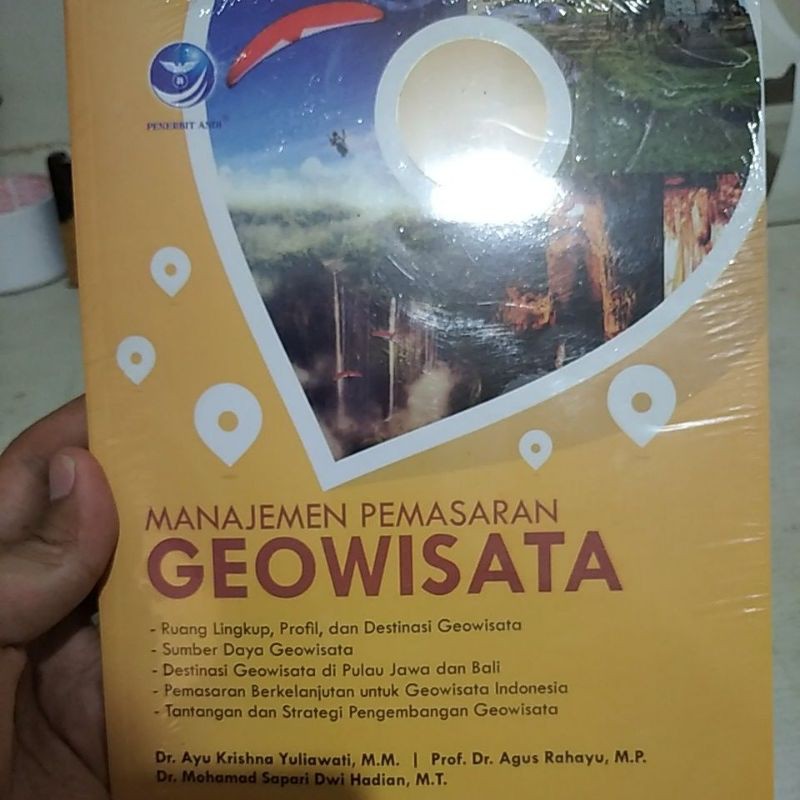 PENERBIT ANDI®
MANAJEMEN PEMASARAN
GEOWISATA
- Ruang Lingkup, Profil, dan Destinasi Geowisata
- Sumber Daya Geowisata
- Destinasi Geowisata di Pulau Jawa dan Bali
- Pemasaran Berkelanjutan untuk Geowisata Indonesia
- Tantangan dan Strategi Pengembangan Geowisata
Dr. Ayu Krishna Yuliawati, M.M. | Prof. Dr. Agus Rahayu, M.P.
Dr. Mohamad Sapari Dwi Hadian, M.T.